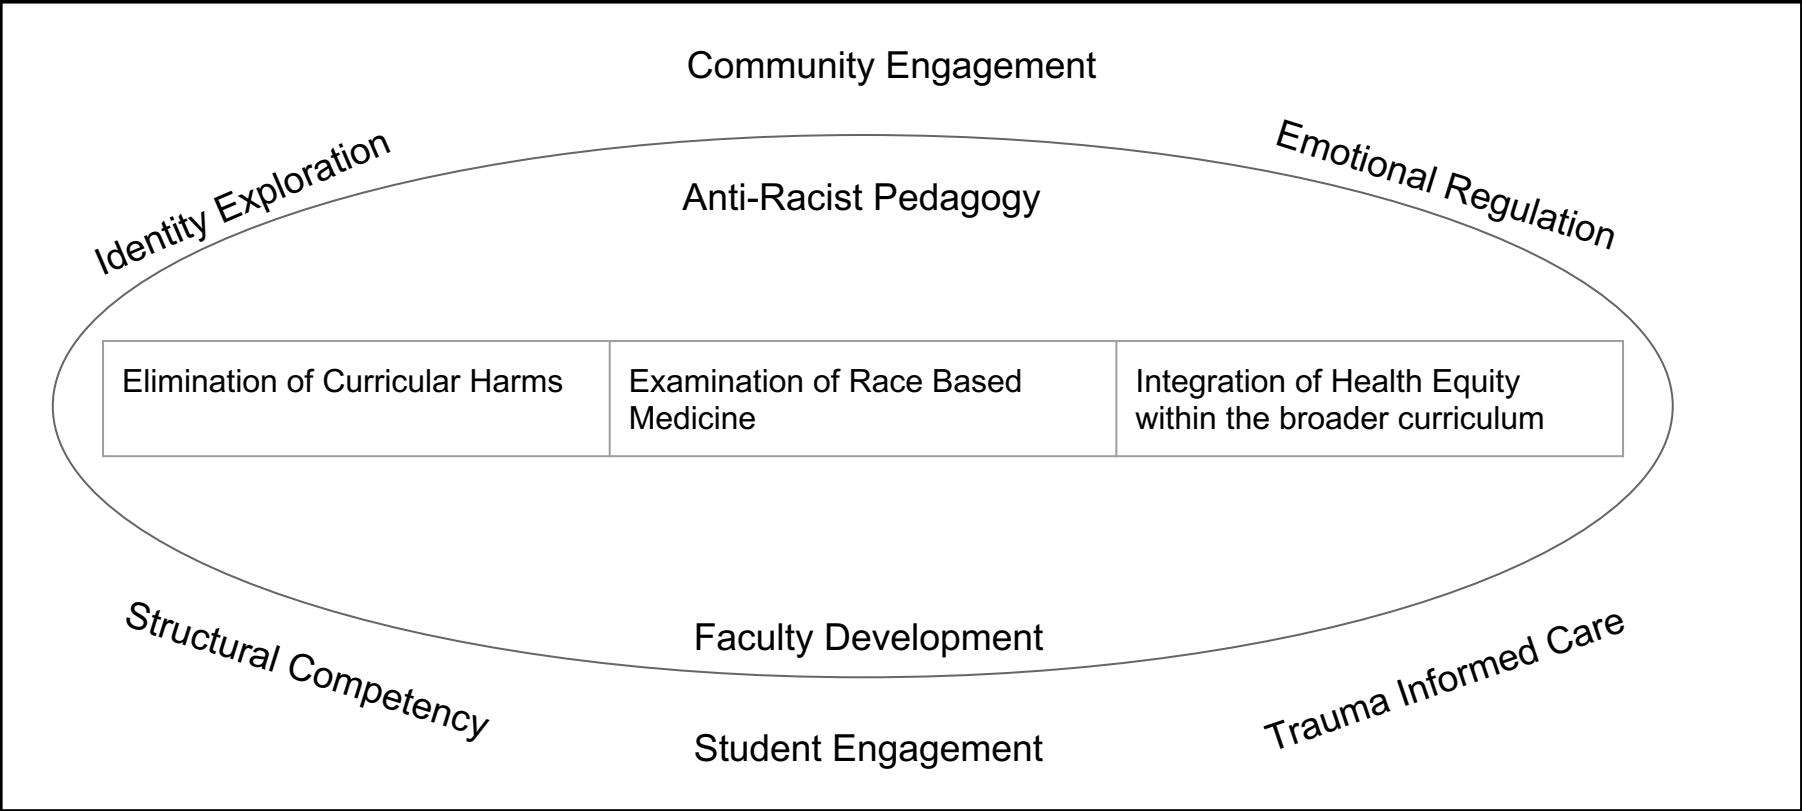 Community Engagement
Identity Exploration
Emotional Regulation
Anti-Racist Pedagogy
Elimination of Curricular Harms
Examination of Race Based
Medicine
Integration of Health Equity
within the broader curriculum
Structural Competency
Faculty Development
Trauma Informed Care
Student Engagement